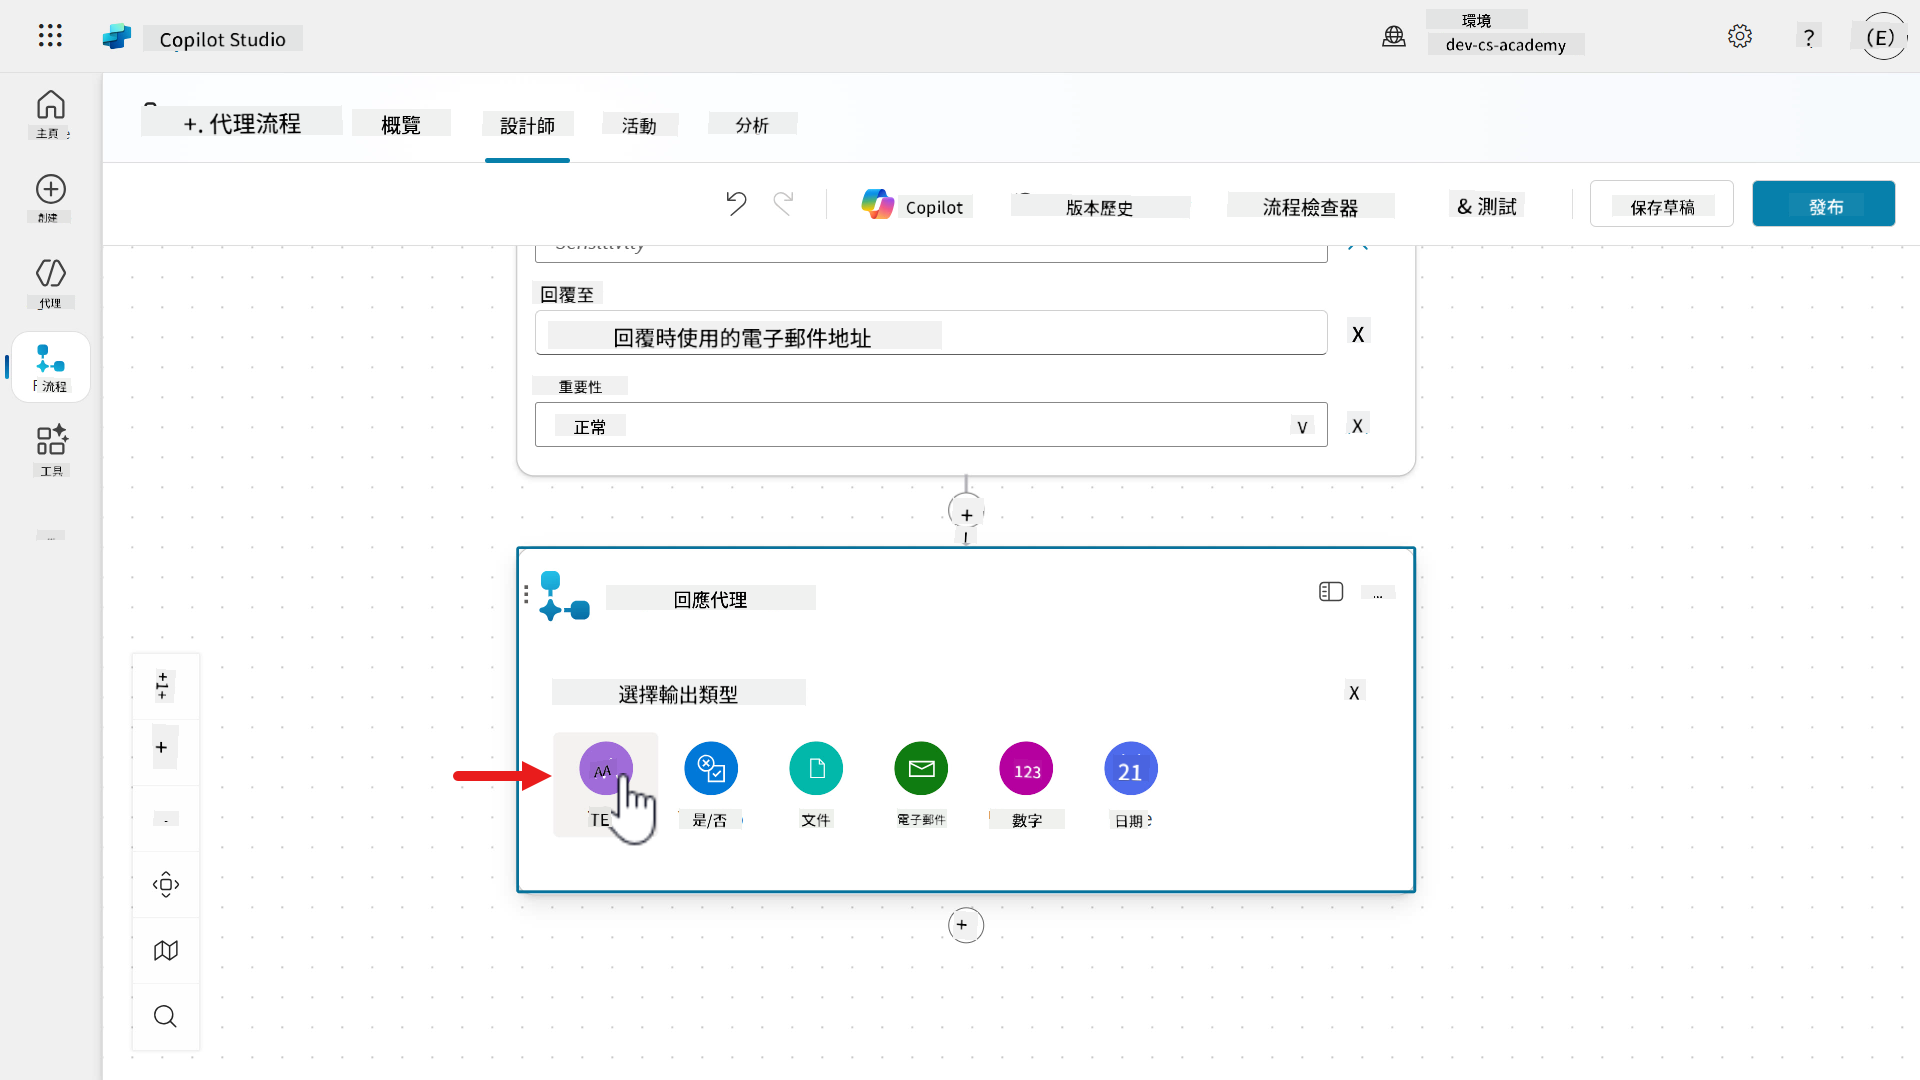 Copilot Studio
環境
dev-cs-academy
?
(E)
主頁
創建
代理
流程
工具
...
+. 代理流程
概覽
設計師
活動
分析
Copilot
版本歷史
流程檢查器
& 測試
保存草稿
發布
Sensitivity
回覆至
回覆時使用的電子郵件地址
X
重要性
正常
v
X
+
回應代理
...
選擇輸出類型
X
AA
123
21
TE
是/否
文件
電子郵件
數字
日期
+
+
-